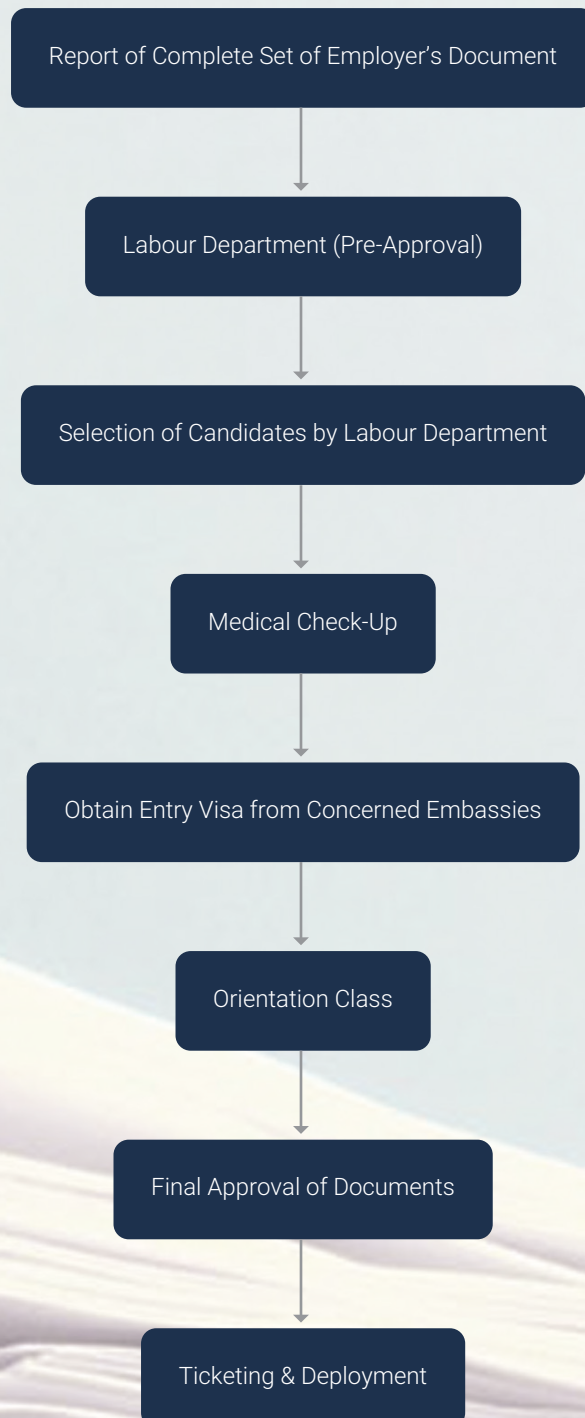 Report of Complete Set of Employer’s Document
Labour Department (Pre-Approval)
Selection of Candidates by Labour Department
Medical Check-Up
Obtain Entry Visa from Concerned Embassies
Orientation Class
Final Approval of Documents
Ticketing & Deployment